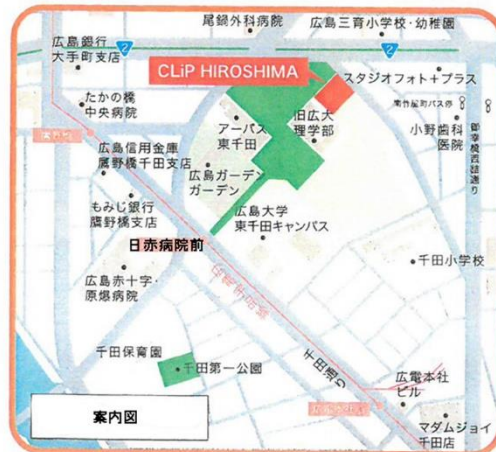 尾鍋外科病院
広島三育小学校・幼稚園
広島銀行
大手町支店
2
2
CLiP HIROSHIMA
スタジオフォト+プラス
たかの橋
中央病院
アーバス
東千田
旧広大
理学部
南竹屋町バス停
小野歯科
医院
広島信用金庫
鷹野橋千田支店
広島ガーデン
ガーデン
もみじ銀行
鷹野橋支店
広島大学
東千田キャンパス
日赤病院前
千田小学校
広島赤十字・
原爆病院
千田保育園
千田第一公園
千田通り
広電本社
ビル
マダムジョイ
千田店
案内図